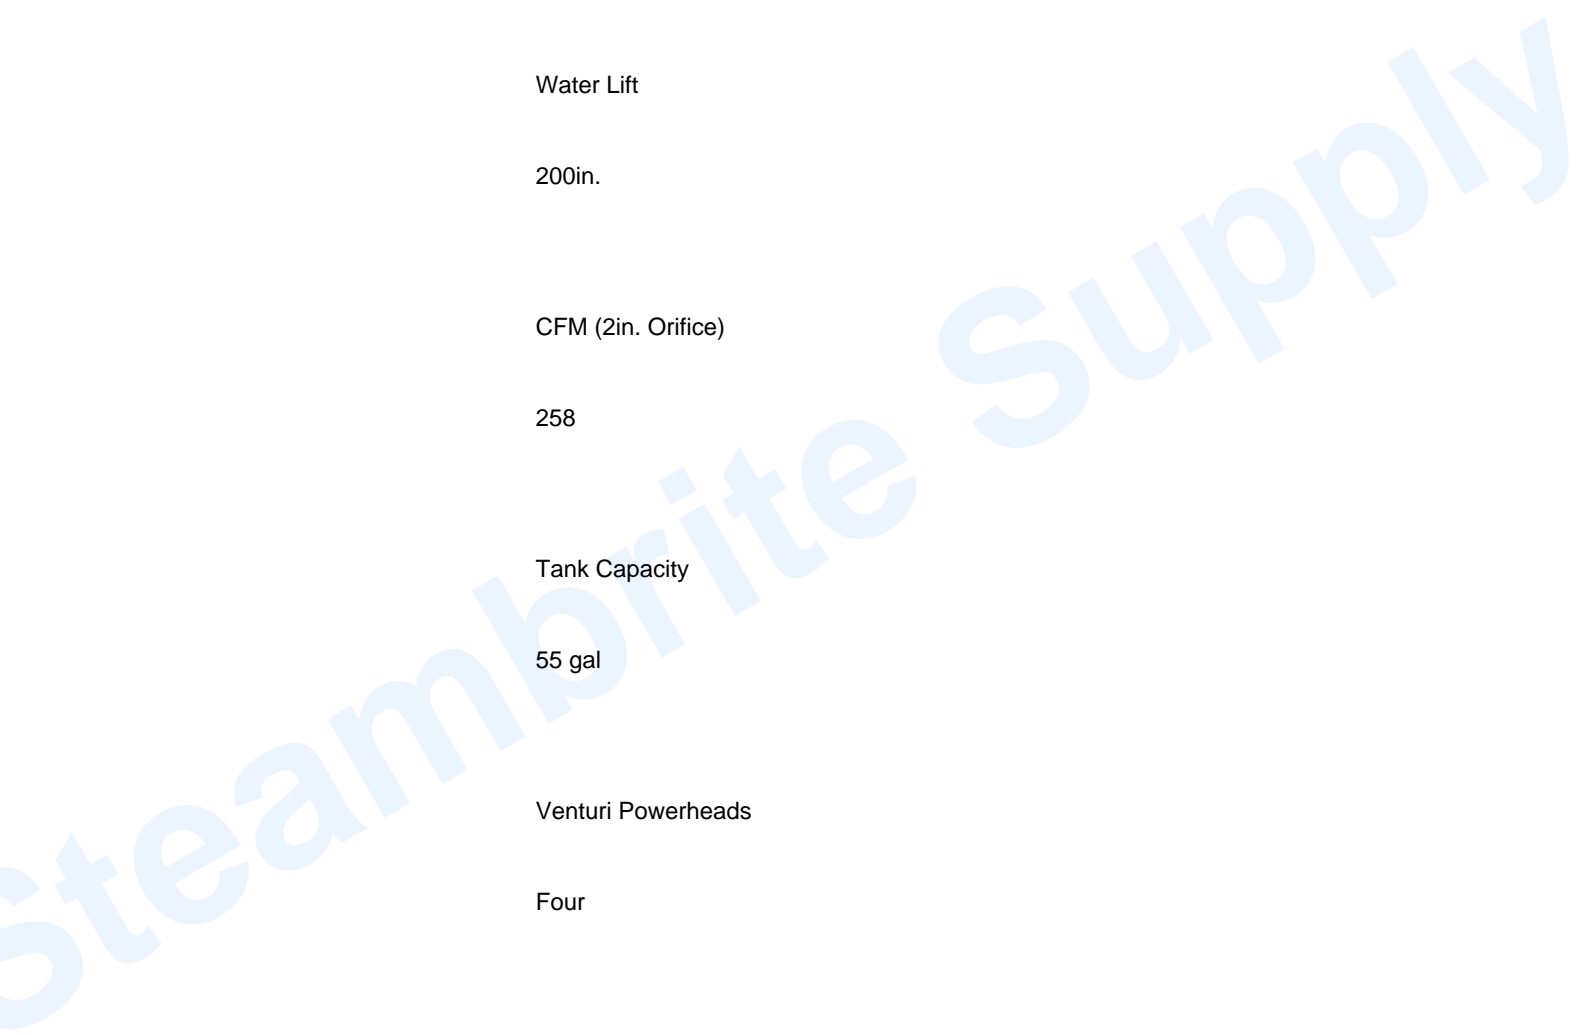 Water Lift
200in.
CFM (2in. Orifice)
258
Tank Capacity
55 gal
Venturi Powerheads
Four
Steambrite Supply